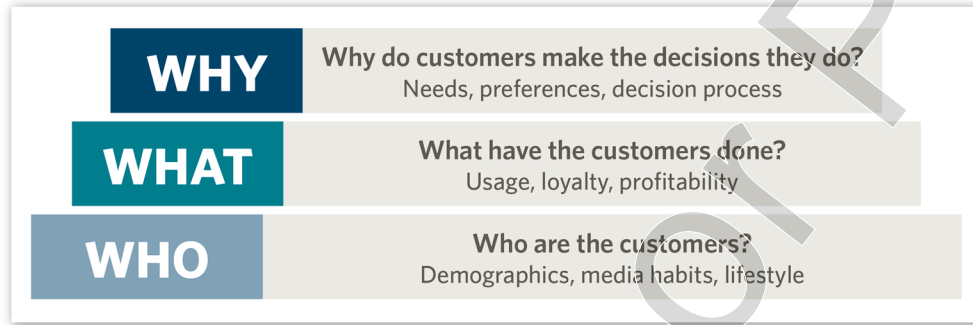 WHY
Why do customers make the decisions they do?
Needs, preferences, decision process
WHAT
What have the customers done?
Usage, loyalty, profitability
WHO
Who are the customers?
Demographics, media habits, lifestyle
or P